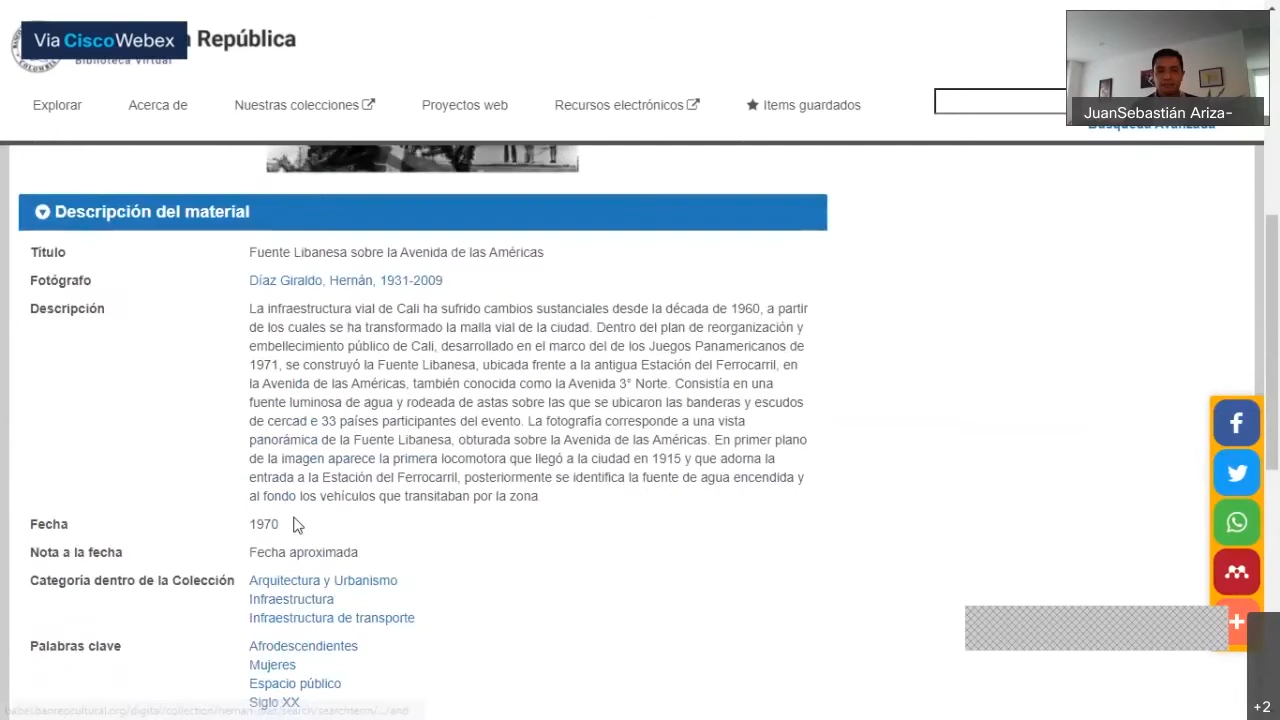 Via Cisco Webex
República
Biblioteca Virtual
JuanSebastián Ariza-
Explorar
Acerca de
Nuestras colecciones
Proyectos web
Recursos electrónicos
Items guardados
Búsqueda Avanzada
Descripción del material
Título
Fuente Libanesa sobre la Avenida de las Américas
Fotógrafo
Díaz Giraldo, Hernán, 1931-2009
Descripción
La infraestructura vial de Cali ha sufrido cambios sustanciales desde la década de 1960, a partir
de los cuales se ha transformado la malla vial de la ciudad. Dentro del plan de reorganización y
embellecimiento público de Cali, desarrollado en el marco del de los Juegos Panamericanos de
1971, se construyó la Fuente Libanesa, ubicada frente a la antigua Estación del Ferrocarril, en
la Avenida de las Américas, también conocida como la Avenida 3° Norte. Consistía en una
fuente luminosa de agua y rodeada de astas sobre las que se ubicaron las banderas y escudos
de cercad e 33 países participantes del evento. La fotografía corresponde a una vista
panorámica de la Fuente Libanesa, obturada sobre la Avenida de las Américas. En primer plano
de la imagen aparece la primera locomotora que llegó a la ciudad en 1915 y que adorna la
entrada a la Estación del Ferrocarril, posteriormente se identifica la fuente de agua encendida y
al fondo los vehículos que transitaban por la zona
Fecha
1970
Nota a la fecha
Fecha aproximada
Categoría dentro de la Colección
Arquitectura y Urbanismo
Infraestructura
Infraestructura de transporte
Palabras clave
Afrodescendientes
Mujeres
Espacio público
Siglo XX
+2